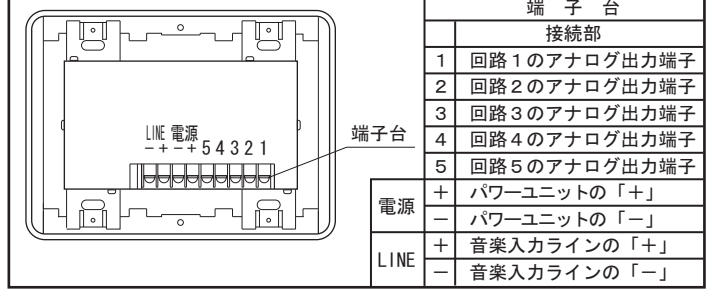 LINE 電源
－＋－＋５４３２１
端子台
端 子 台
接続部
1 回路１のアナログ出力端子
2 回路２のアナログ出力端子
3 回路３のアナログ出力端子
4 回路４のアナログ出力端子
5 回路５のアナログ出力端子
電源
＋ パワーユニットの「＋」
－ パワーユニットの「－」
LINE
＋ 音楽入力ラインの「＋」
－ 音楽入力ラインの「－」